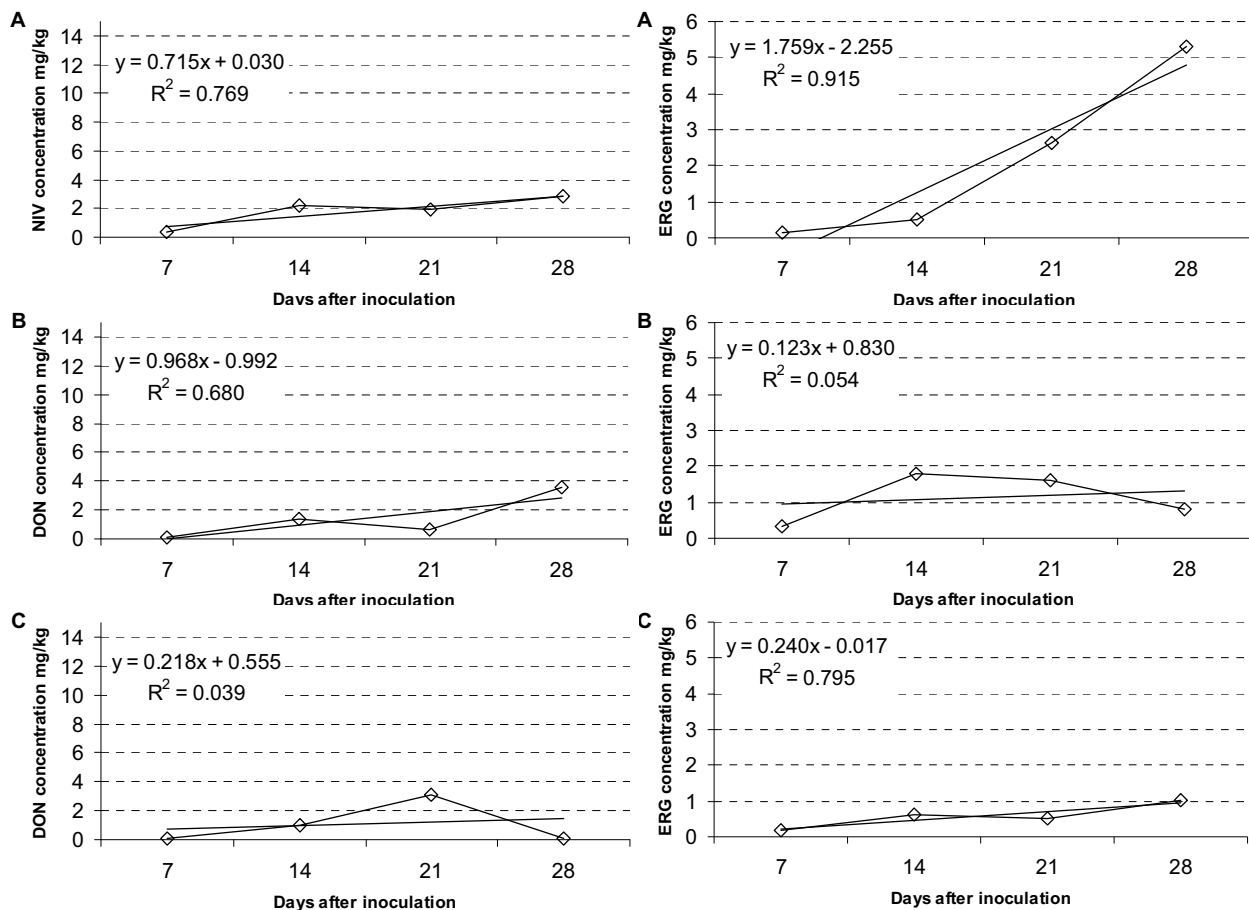 A
NIV concentration mg/kg
14
12
10
8
6
4
2
0
y = 0.715x + 0.030
R² = 0.769
7 14 21 28
Days after inoculation
A
ERG concentration mg/kg
6
5
4
3
2
1
0
y = 1.759x - 2.255
R² = 0.915
7 14 21 28
Days after inoculation
B
DON concentration mg/kg
14
12
10
8
6
4
2
0
y = 0.968x - 0.992
R² = 0.680
7 14 21 28
Days after inoculation
B
ERG concentration mg/kg
6
5
4
3
2
1
0
y = 0.123x + 0.830
R² = 0.054
7 14 21 28
Days after inoculation
C
DON concentration mg/kg
14
12
10
8
6
4
2
0
y = 0.218x + 0.555
R² = 0.039
7 14 21 28
Days after inoculation
C
ERG concentration mg/kg
6
5
4
3
2
1
0
y = 0.240x - 0.017
R² = 0.795
7 14 21 28
Days after inoculation